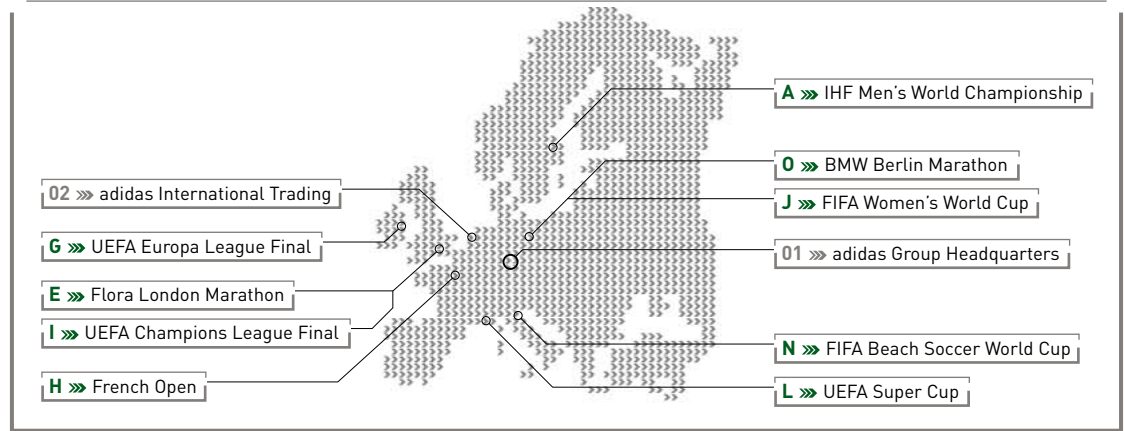 A ››› IHF Men's World Championship
O ››› BMW Berlin Marathon
02 ››› adidas International Trading
J ››› FIFA Women's World Cup
G ››› UEFA Europa League Final
01 ››› adidas Group Headquarters
E ››› Flora London Marathon
I ››› UEFA Champions League Final
N ››› FIFA Beach Soccer World Cup
H ››› French Open
L ››› UEFA Super Cup